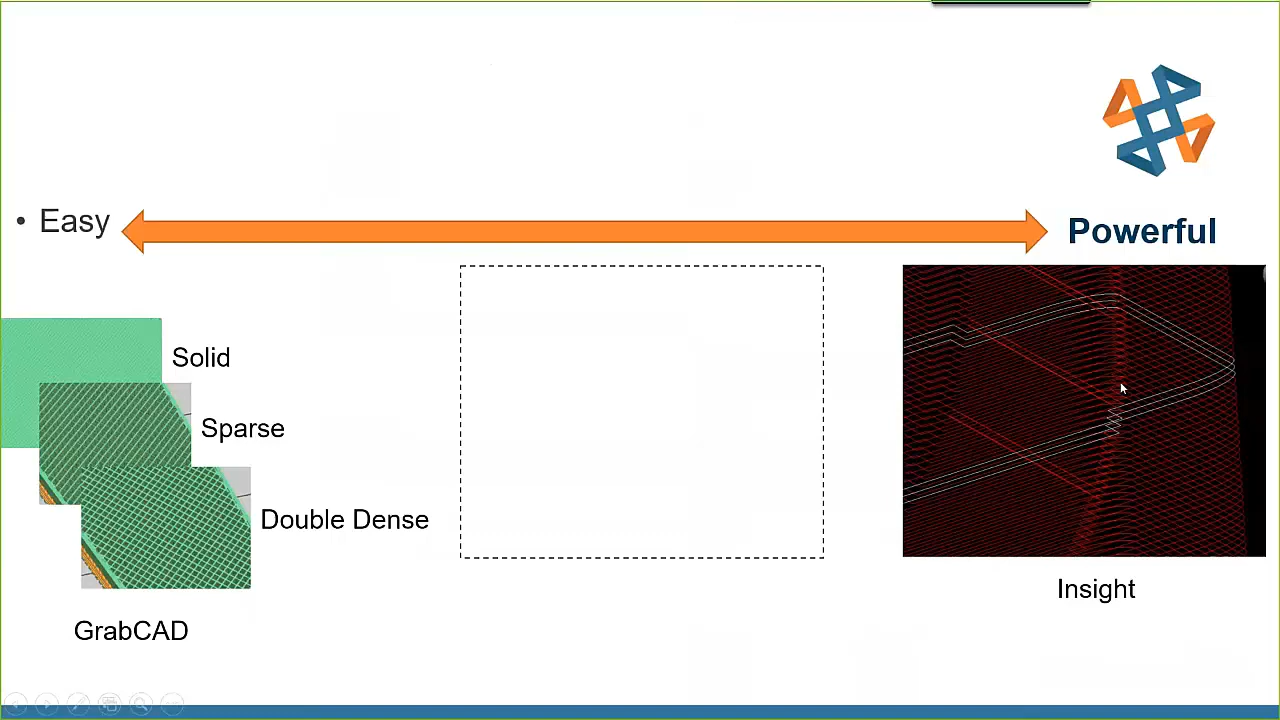 • Easy
Powerful
Solid
Sparse
Double Dense
GrabCAD
Insight